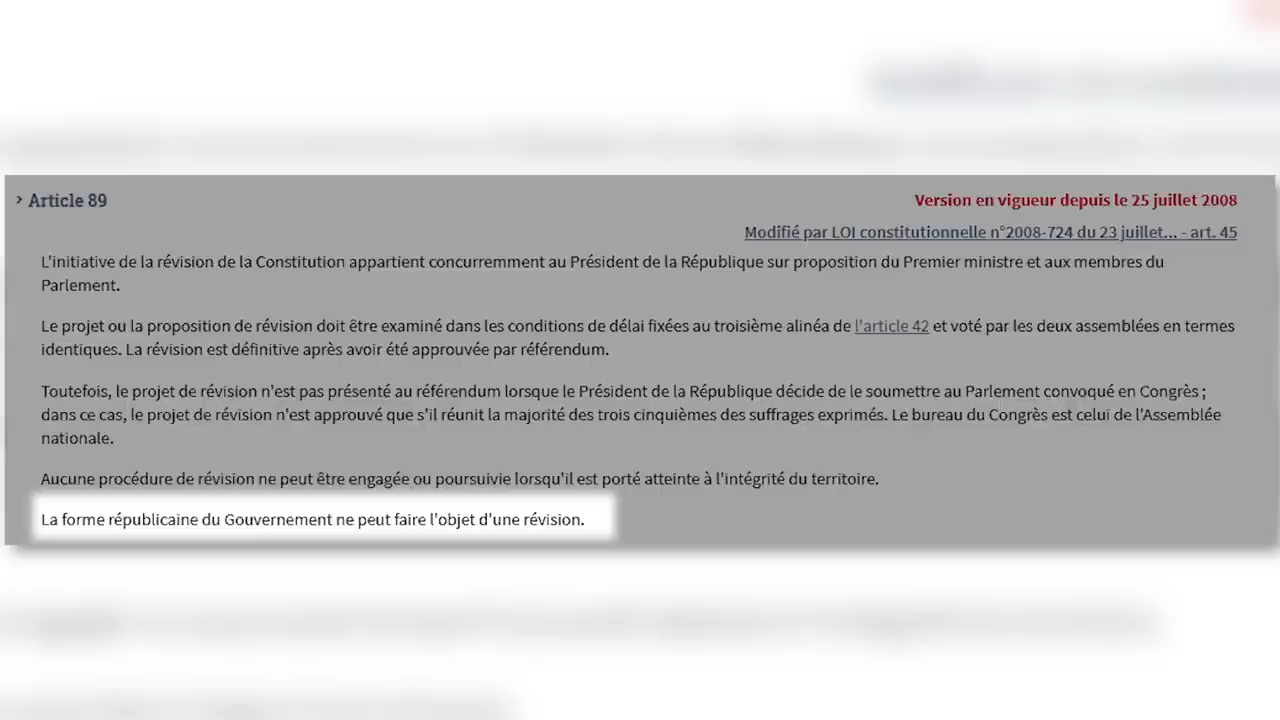 › Article 89
Version en vigueur depuis le 25 juillet 2008
Modifié par LOI constitutionnelle n°2008-724 du 23 juillet... - art. 45
L'initiative de la révision de la Constitution appartient concurremment au Président de la République sur proposition du Premier ministre et aux membres du
Parlement.
Le projet ou la proposition de révision doit être examiné dans les conditions de délai fixées au troisième alinéa de l'article 42 et voté par les deux assemblées en termes
identiques. La révision est définitive après avoir été approuvée par référendum.
Toutefois, le projet de révision n'est pas présenté au référendum lorsque le Président de la République décide de le soumettre au Parlement convoqué en Congrès ;
dans ce cas, le projet de révision n'est approuvé que s'il réunit la majorité des trois cinquièmes des suffrages exprimés. Le bureau du Congrès est celui de l'Assemblée
nationale.
Aucune procédure de révision ne peut être engagée ou poursuivie lorsqu'il est porté atteinte à l'intégrité du territoire.
La forme républicaine du Gouvernement ne peut faire l'objet d'une révision.